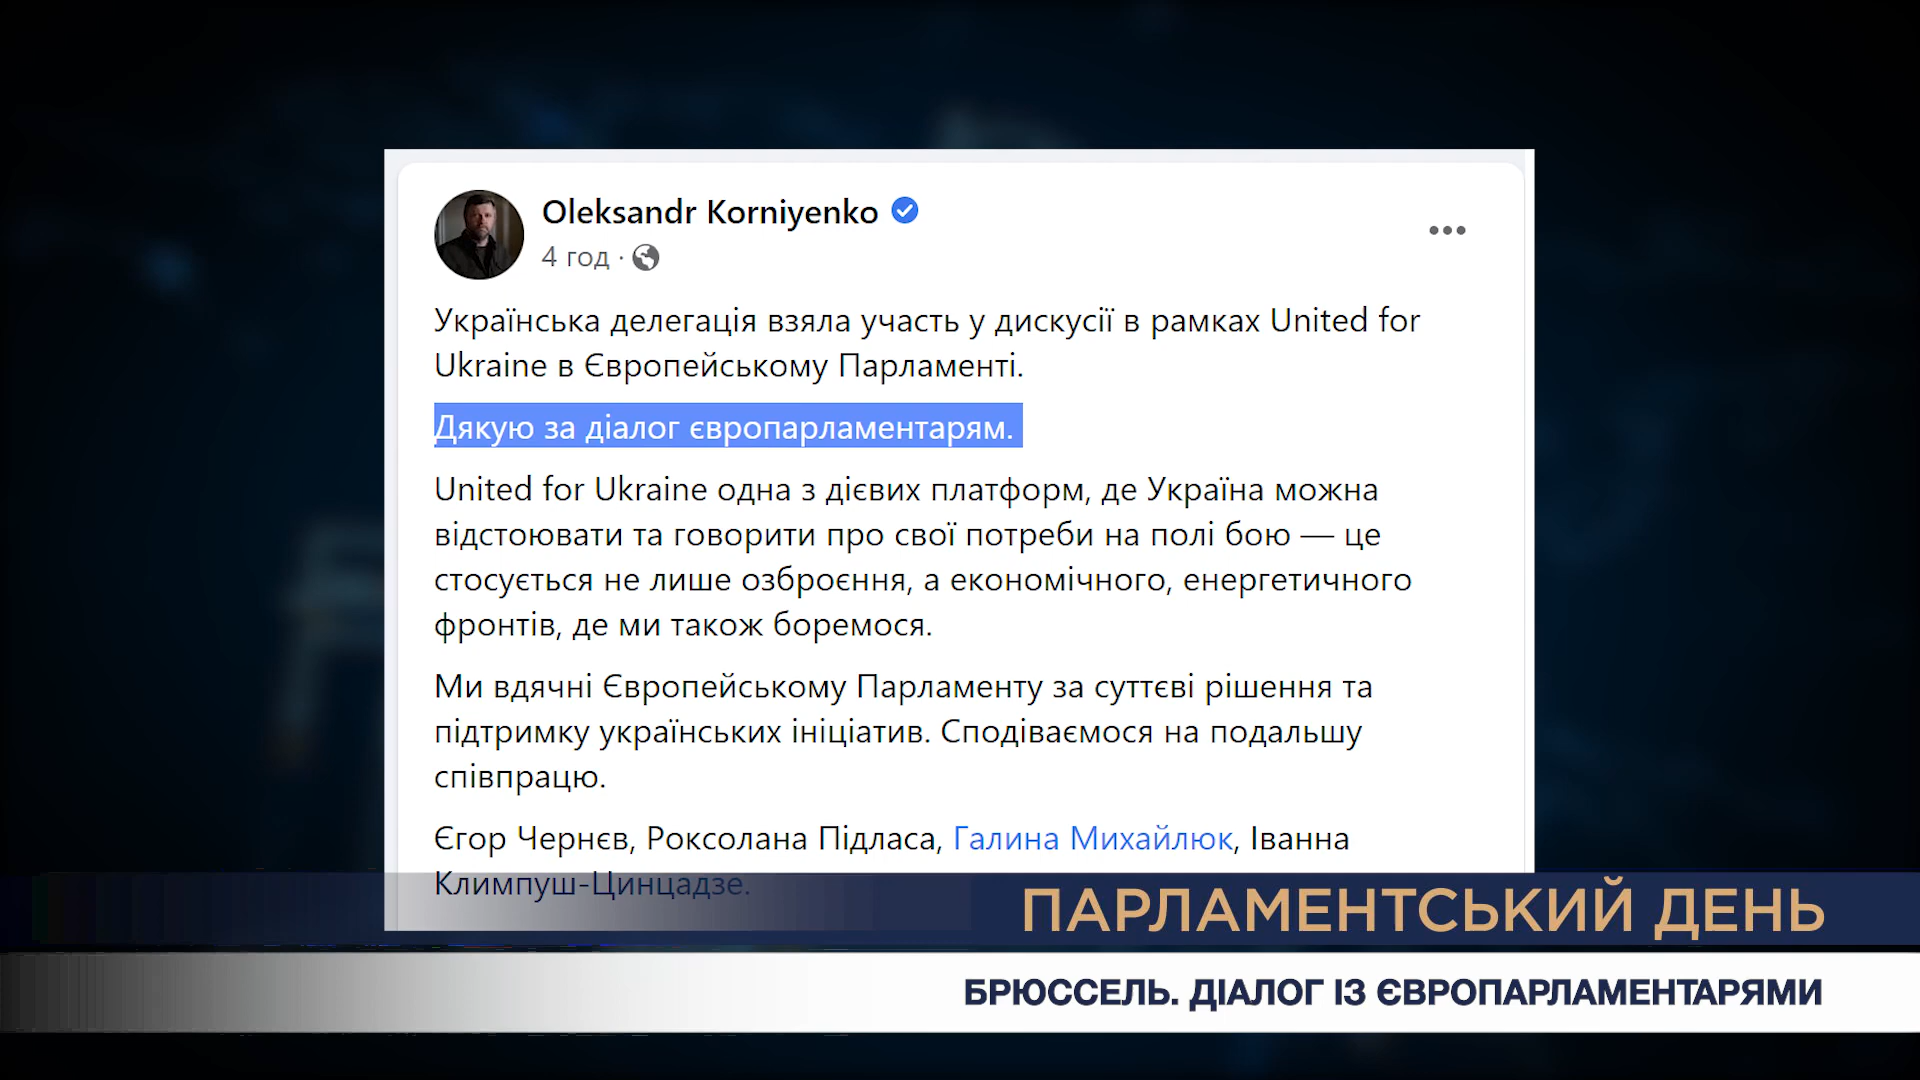 Oleksandr Korniyenko
4 год ·
Українська делегація взяла участь у дискусії в рамках United for
Ukraine в Європейському Парламенті.
Дякую за діалог європарламентарям.
United for Ukraine одна з дієвих платформ, де Україна можна
відстоювати та говорити про свої потреби на полі бою — це
стосується не лише озброєння, а економічного, енергетичного
фронтів, де ми також боремося.
Ми вдячні Європейському Парламенту за суттєві рішення та
підтримку українських ініціатив. Сподіваємося на подальшу
співпрацю.
Єгор Чернєв, Роксолана Підласа, Галина Михайлюк, Іванна
Климпуш-Цинцадзе.
ПАРЛАМЕНТСЬКИЙ ДЕНЬ
БРЮССЕЛЬ. ДІАЛОГ ІЗ ЄВРОПАРЛАМЕНТАРЯМИ